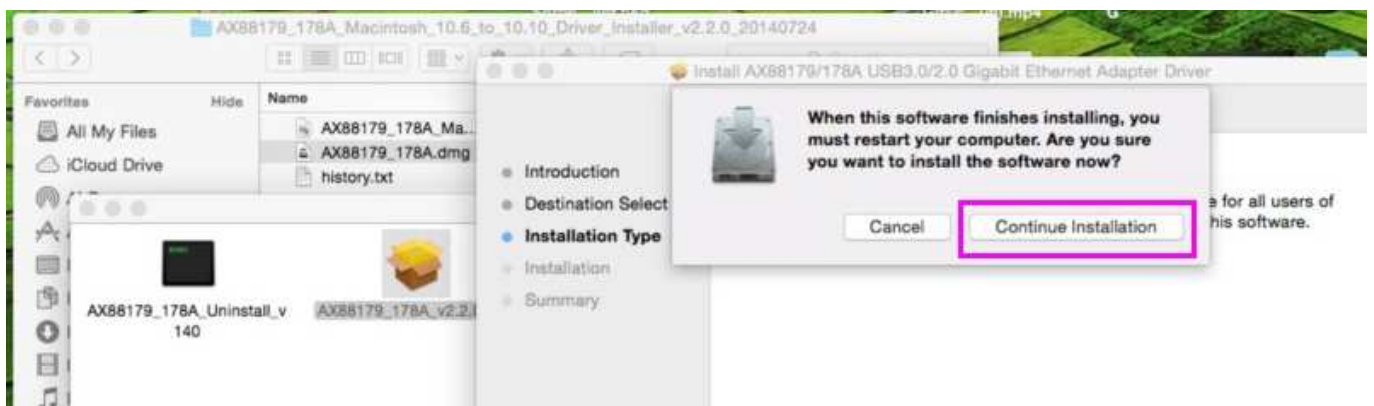 AX88179_178A_Macintosh_10.6_to_10.10_Driver_Installer_v2.2.0_20140724
Install AX88179/178A USB3.0/2.0 Gigabit Ethernet Adapter Driver
Favorites
Hide
All My Files
iCloud Drive
Name
AX88179_178A_Ma...
AX88179_178A.dmg
history.txt
AX88179_178A_Uninstall_v
140
AX88179_178A_v2.2.
Introduction
Destination Select
Installation Type
Installation
Summary
When this software finishes installing, you
must restart your computer. Are you sure
you want to install the software now?
Cancel
Continue Installation
e for all users of
his software.